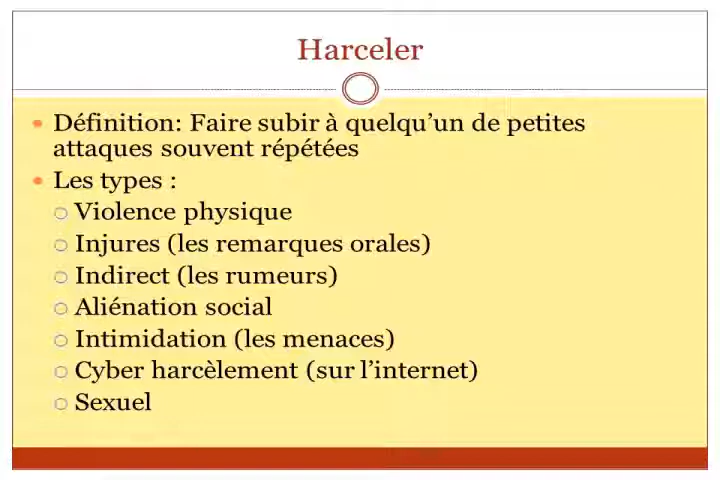 Harceler
Définition: Faire subir à quelqu’un de petites
attaques souvent répétées
Les types :
Violence physique
Injures (les remarques orales)
Indirect (les rumeurs)
Aliénation social
Intimidation (les menaces)
Cyber harcèlement (sur l’internet)
Sexuel